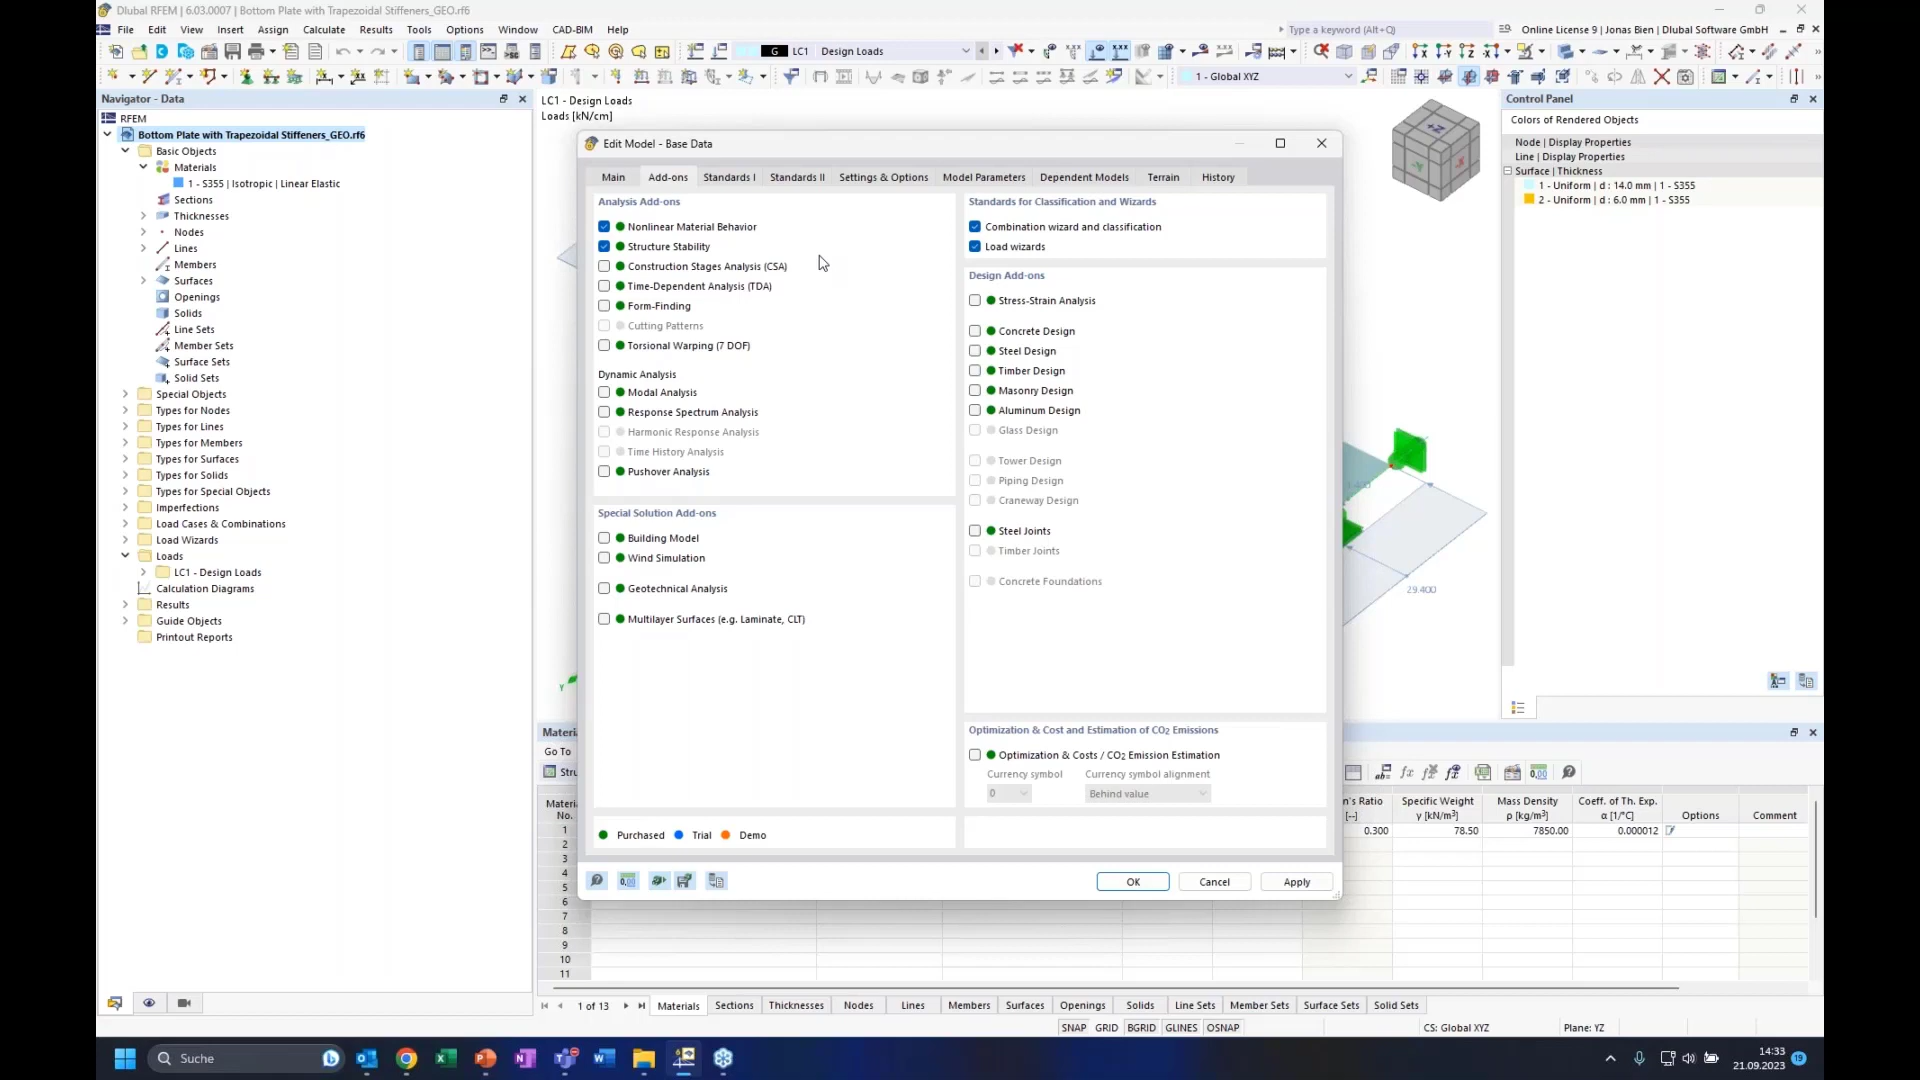 Dlubal RFEM | 6.03.0007 | Bottom Plate with Trapezoidal Stiffeners_GEO.rf6
File Edit View Insert Assign Calculate Results Tools Options Window CAD-BIM Help
Type a keyword (Alt+Q)
Online License 9 | Jonas Bien | Dlubal Software GmbH
G LC1 Design Loads
1 - Global XYZ
Navigator - Data
RFEM
Bottom Plate with Trapezoidal Stiffeners_GEO.rf6
Basic Objects
Materials
1 - S355 | Isotropic | Linear Elastic
Sections
Thicknesses
Nodes
Lines
Members
Surfaces
Openings
Solids
Line Sets
Member Sets
Surface Sets
Solid Sets
Special Objects
Types for Nodes
Types for Lines
Types for Members
Types for Surfaces
Types for Solids
Types for Special Objects
Imperfections
Load Cases & Combinations
Load Wizards
Loads
LC1 - Design Loads
Calculation Diagrams
Results
Guide Objects
Printout Reports
LC1 - Design Loads
Loads [kN/cm]
Edit Model - Base Data
Main Add-ons Standards I Standards II Settings & Options Model Parameters Dependent Models Terrain History
Analysis Add-ons
Nonlinear Material Behavior
Structure Stability
Construction Stages Analysis (CSA)
Time-Dependent Analysis (TDA)
Form-Finding
Cutting Patterns
Torsional Warping (7 DOF)
Dynamic Analysis
Modal Analysis
Response Spectrum Analysis
Harmonic Response Analysis
Time History Analysis
Pushover Analysis
Special Solution Add-ons
Building Model
Wind Simulation
Geotechnical Analysis
Multilayer Surfaces (e.g. Laminate, CLT)
Purchased Trial Demo
Standards for Classification and Wizards
Combination wizard and classification
Load wizards
Design Add-ons
Stress-Strain Analysis
Concrete Design
Steel Design
Timber Design
Masonry Design
Aluminum Design
Glass Design
Tower Design
Piping Design
Craneway Design
Steel Joints
Timber Joints
Concrete Foundations
Optimization & Cost and Estimation of CO2 Emissions
Optimization & Costs / CO2 Emission Estimation
Currency symbol Currency symbol alignment
0 Behind value
OK Cancel Apply
+Z
-Y
-X
29.400
Y
Control Panel
Colors of Rendered Objects
Node | Display Properties
Line | Display Properties
Surface | Thickness
1 - Uniform | d : 14.0 mm | 1 - S355
2 - Uniform | d : 6.0 mm | 1 - S355
Materi
Go To
Stru
Materi
No.
n's Ratio
[--]
Specific Weight
γ [kN/m³]
Mass Density
ρ [kg/m³]
Coeff. of Th. Exp.
α [1/°C]
Options
Comment
1 0.300 78.50 7850.00 0.000012
2
3
4
5
6
7
8
9
10
11
1 of 13 Materials Sections Thicknesses Nodes Lines Members Surfaces Openings Solids Line Sets Member Sets Surface Sets Solid Sets
SNAP GRID BGRID GLINES OSNAP CS: Global XYZ Plane: YZ
Suche
14:33
21.09.2023
19